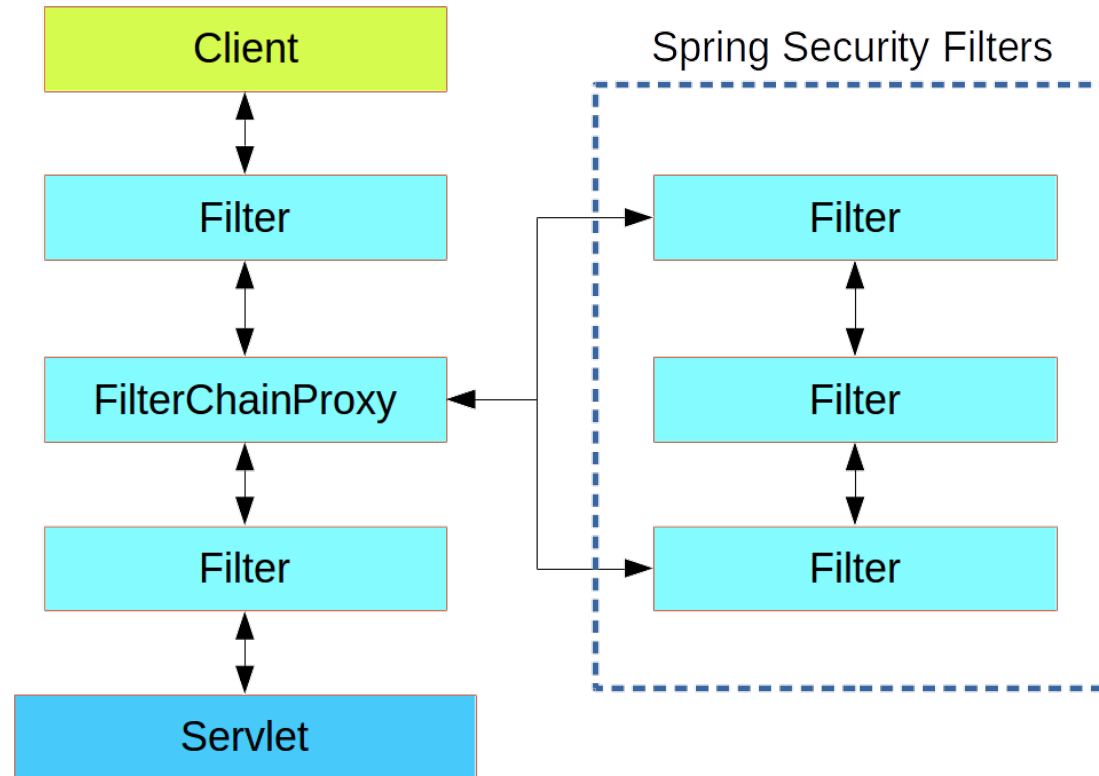 Client
Filter
FilterChainProxy
Filter
Servlet
Spring Security Filters
Filter
Filter
Filter